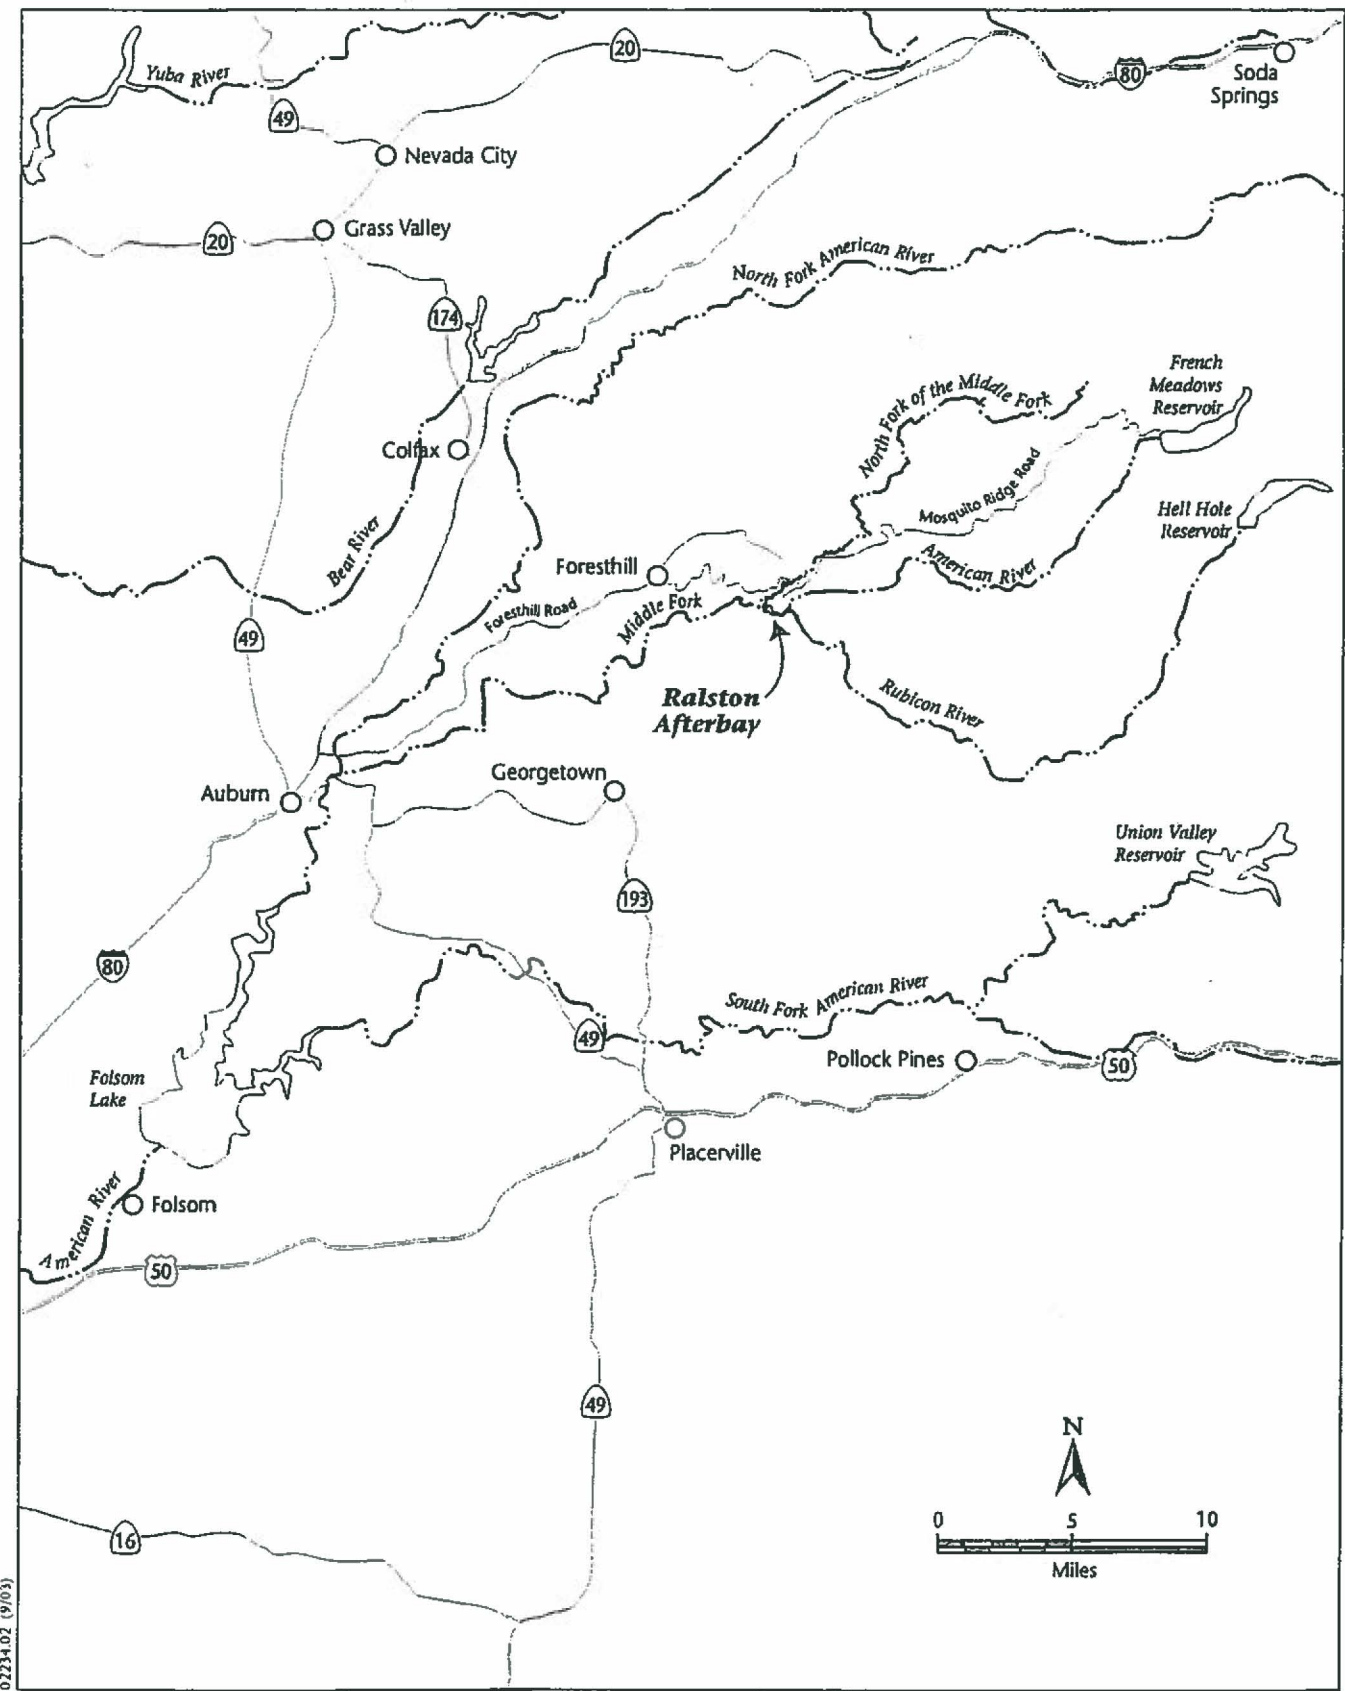 20
80
Soda
Springs
Yuba River
49
Nevada City
Grass Valley
20
North Fork American River
174
French
Meadows
Reservoir
North Fork of the Middle Fork
Colfax
Mosquito Ridge Road
Hell Hole
Reservoir
Bear River
American River
Foresthill
Foresthill Road
Middle Fork
49
Ralston
Afterbay
Rubicon River
Georgetown
Auburn
Union Valley
Reservoir
193
80
South Fork American River
49
Pollock Pines
50
Folsom
Lake
Placerville
American River
Folsom
50
49
N
0 5 10
Miles
16
02234.02 (9/03)